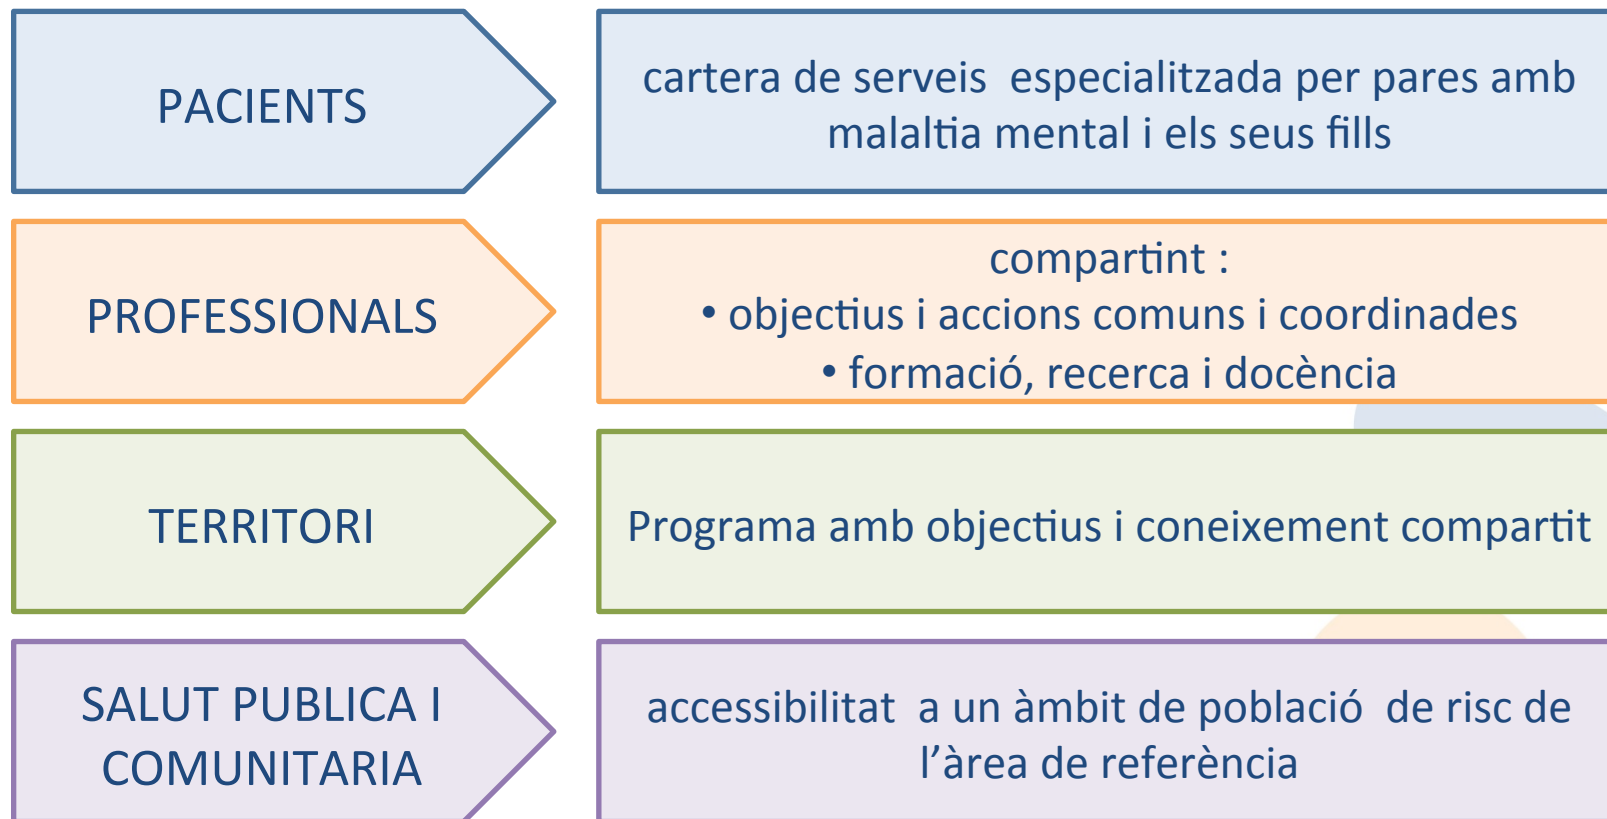 PACIENTS
cartera de serveis  especialitzada per pares amb
malaltia mental i els seus fills
PROFESSIONALS
compartint :
• objectius i accions comuns i coordinades
• formació, recerca i docència
TERRITORI
Programa amb objectius i coneixement compartit
SALUT PUBLICA I
COMUNITARIA
accessibilitat  a un àmbit de població  de risc de
l’àrea de referència